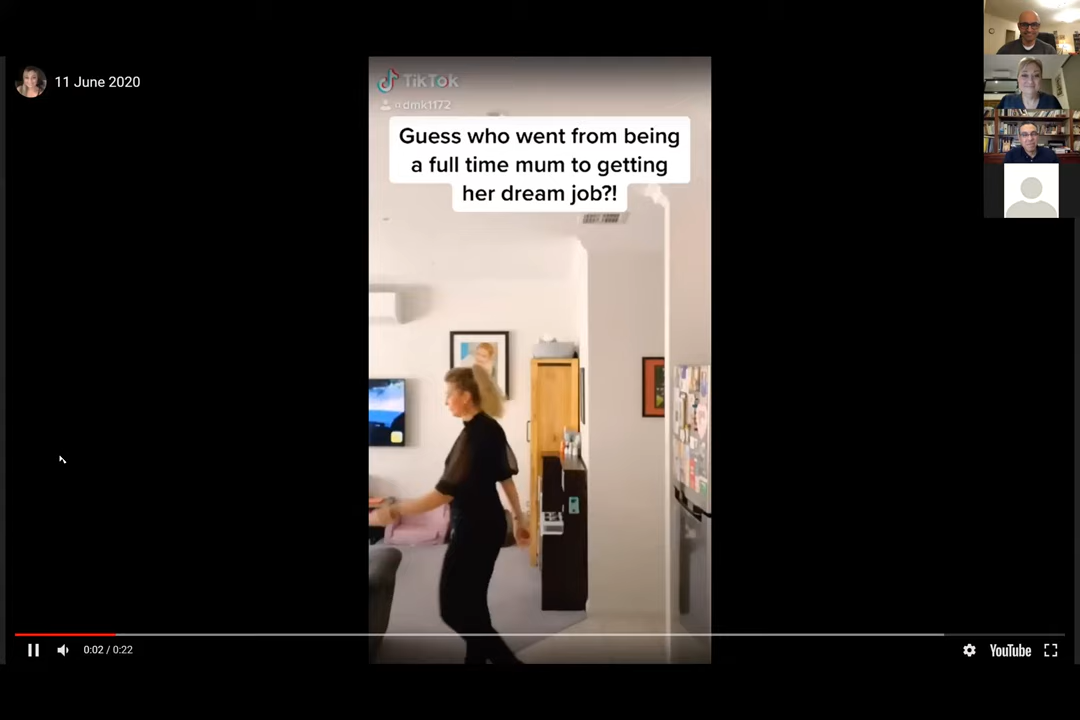 11 June 2020
TikTok
@dmk1172
Guess who went from being
a full time mum to getting
her dream job?!
0:02 / 0:22
YouTube